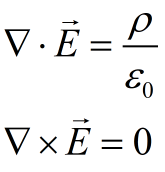 ∇ · E⃗ = ρ/ε₀
∇ × E⃗ = 0